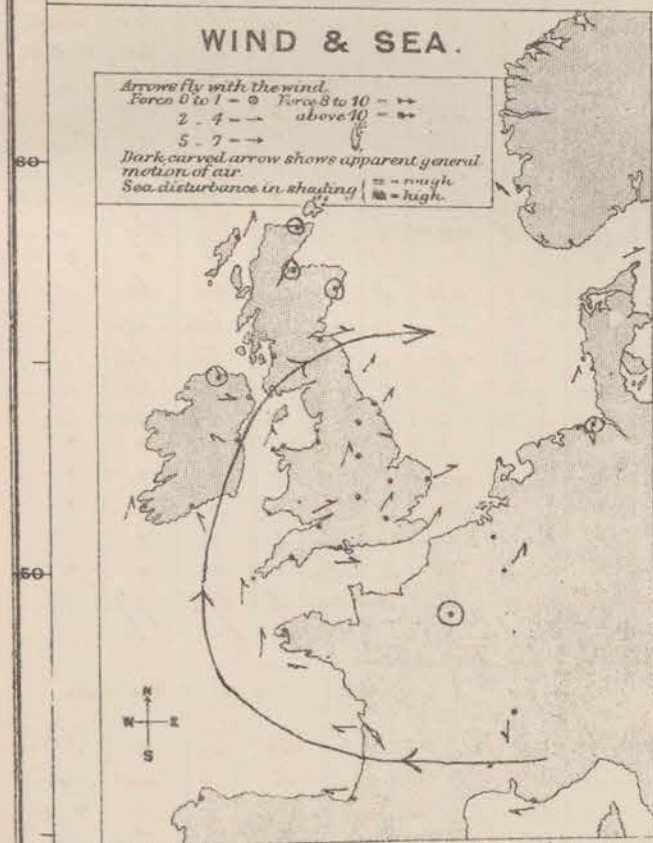 WIND & SEA.
Arrows fly with the wind.
Force 0 to 1 = ⊙ Force 8 to 10 =
2 - 4 = → above 10 =
5 - 7 = →
Dark curved arrow shows apparent general
motion of air
Sea disturbance in shading { = rough
= high.
60
50
N
W E
S